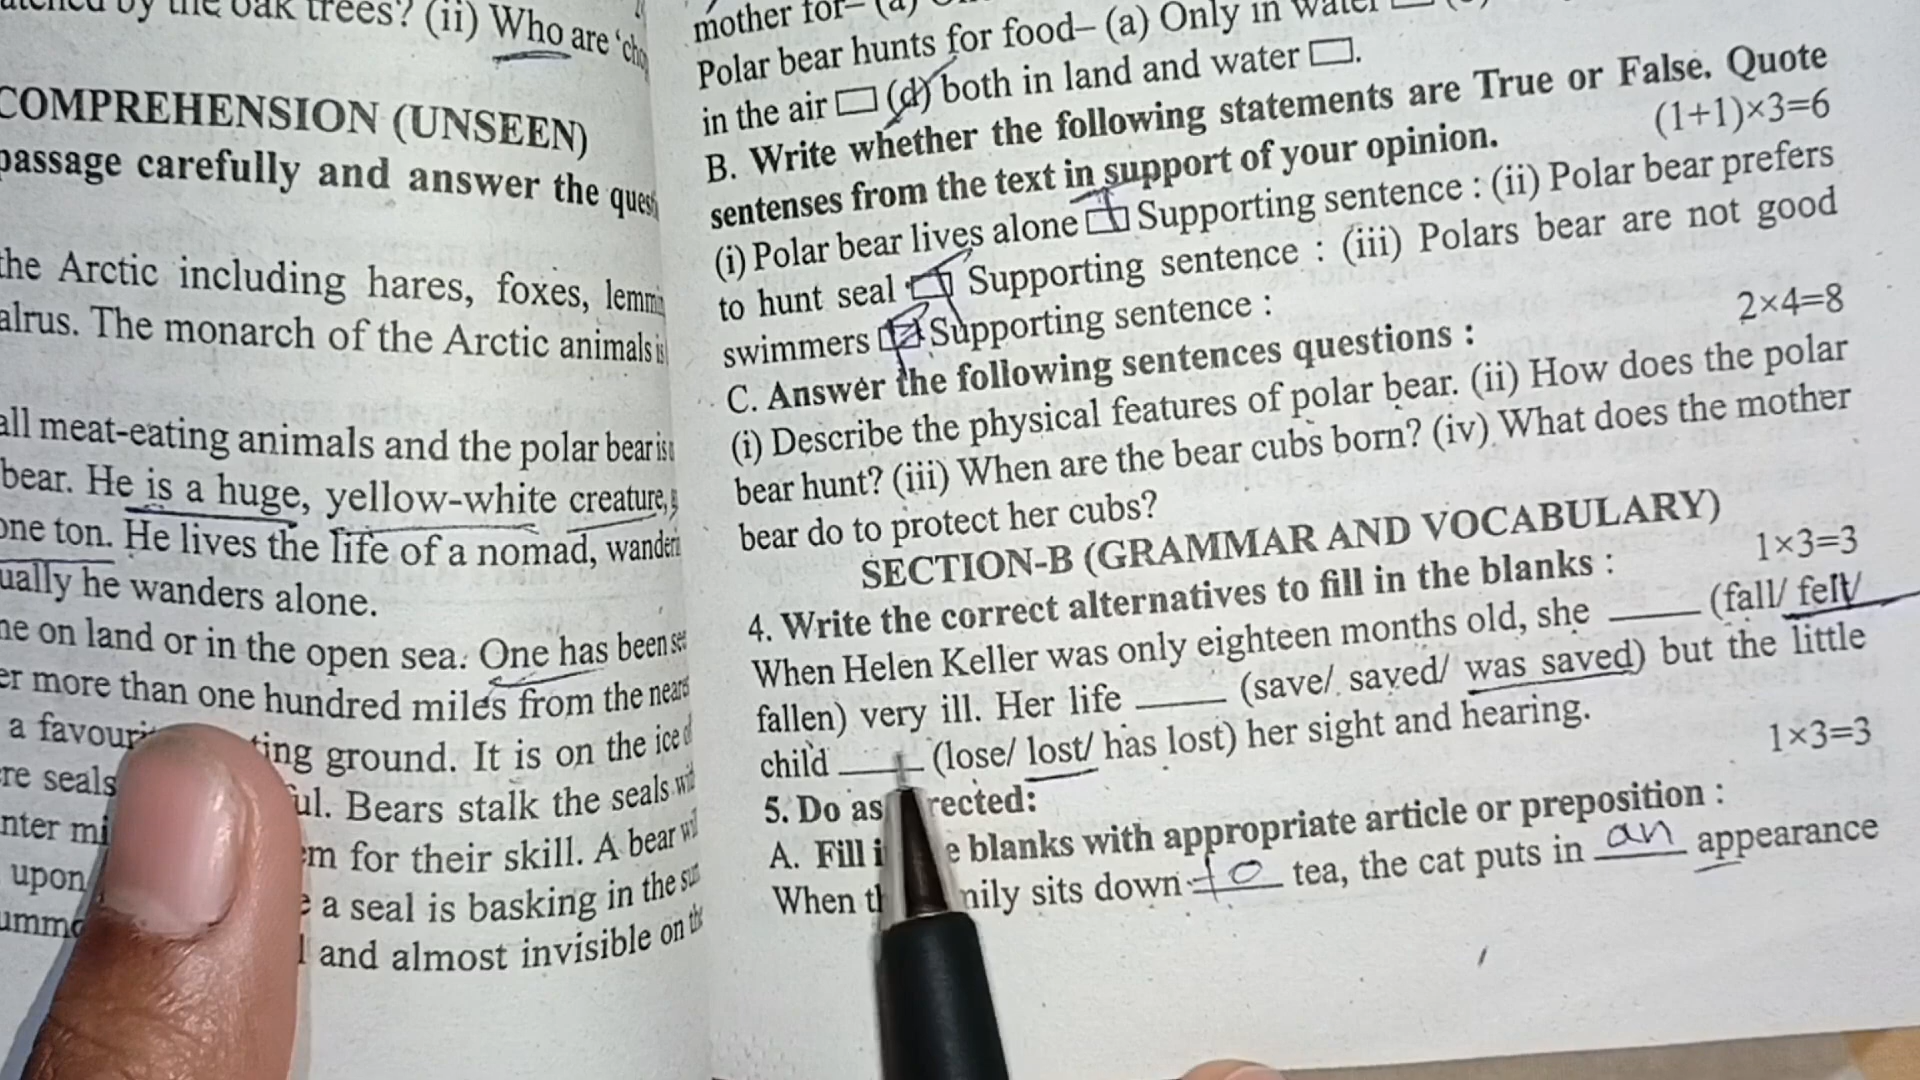 by the oak trees? (ii) Who are
COMPREHENSION (UNSEEN)
passage carefully and answer the
the Arctic including hares, foxes,
The monarch of the Arctic animals
all meat-eating animals and the polar bear is
bear. He is a huge, yellow-white creature,
one ton. He lives the life of a nomad,
he wanders alone.
on land or in the open sea. One has been
more than one hundred miles from the
a ground. It is on the ice
seals Bears stalk the seals
for their skill. A bear
upon a seal is basking in the
and almost invisible on
mother for– (a)
Polar bear hunts for food– (a) Only in water
in the air □ (d) both in land and water □.
B. Write whether the following statements are True or False. Quote
sentenses from the text in support of your opinion. (1+1)×3=6
(i) Polar bear lives alone □ Supporting sentence : (ii) Polar bear prefers
to hunt seal □ Supporting sentence : (iii) Polars bear are not good
swimmers □ Supporting sentence :
C. Answer the following sentences questions : 2×4=8
(i) Describe the physical features of polar bear. (ii) How does the polar
bear hunt? (iii) When are the bear cubs born? (iv) What does the mother
bear do to protect her cubs?
SECTION-B (GRAMMAR AND VOCABULARY)
4. Write the correct alternatives to fill in the blanks : 1×3=3
When Helen Keller was only eighteen months old, she _____ (fall/ felt/
fallen) very ill. Her life _____ (save/ saved/ was saved) but the little
child _____ (lose/ lost/ has lost) her sight and hearing.
5. Do as 1×3=3
A. Fill blanks with appropriate article or preposition :
When sits down to tea, the cat puts in an appearance